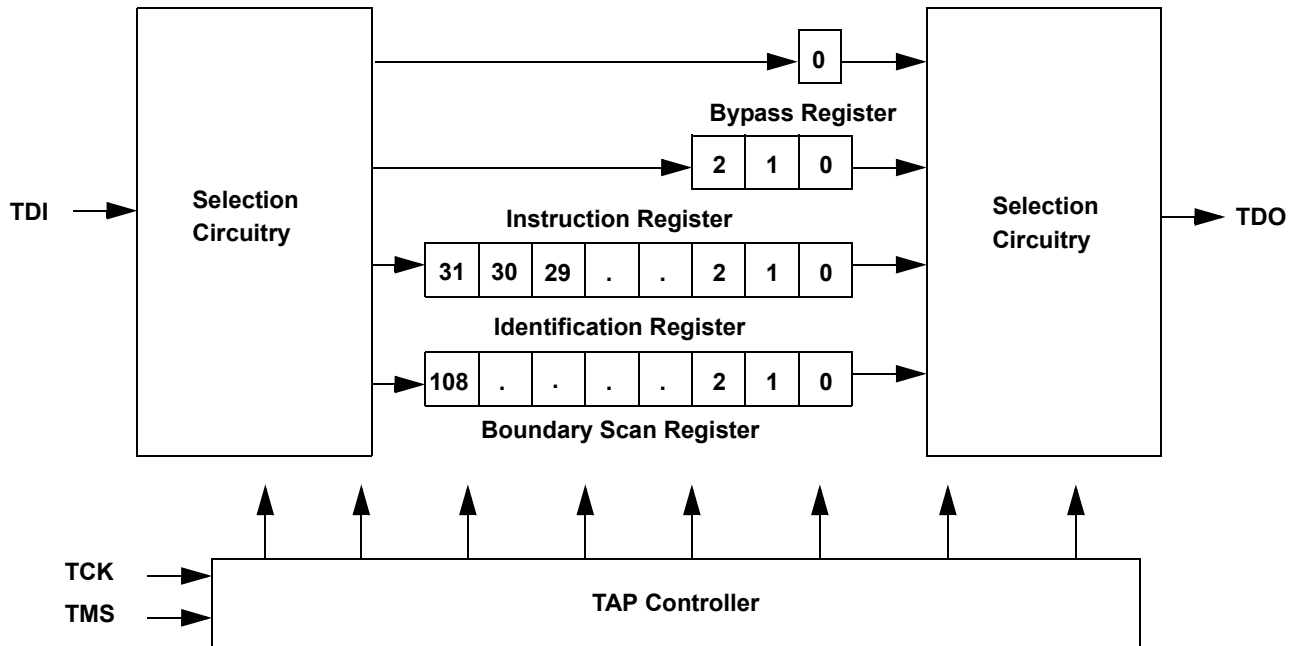 0
Bypass Register
2 1 0
Selection
Circuitry
Selection
Circuitry
TDI
TDO
Instruction Register
31 30 29 . . 2 1 0
Identification Register
108 . . . . 2 1 0
Boundary Scan Register
TCK
TMS
TAP Controller